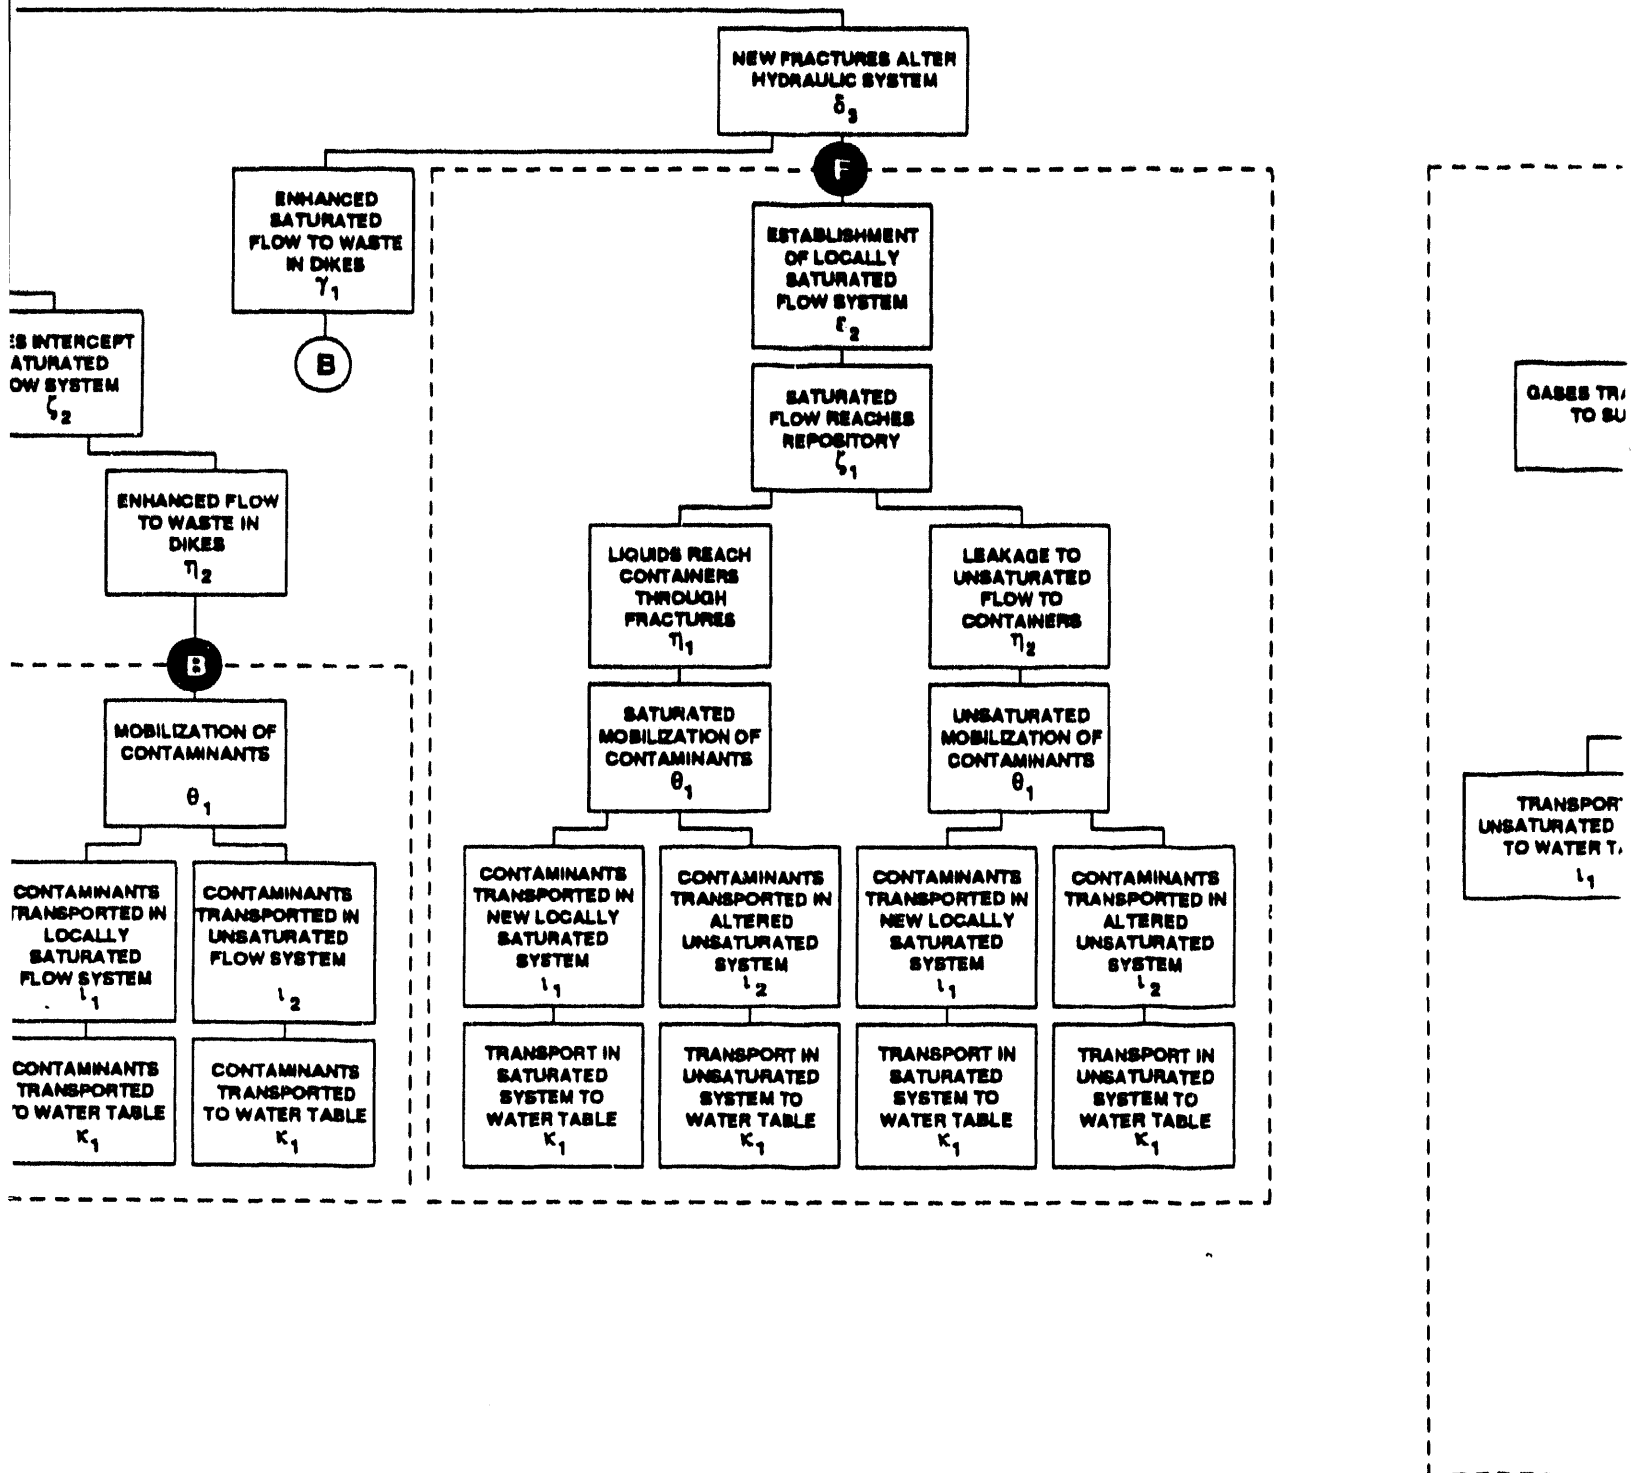 NEW FRACTURES ALTER
HYDRAULIC SYSTEM
δ3
F
ENHANCED
SATURATED
FLOW TO WASTE
IN DIKES
γ1
B
ES INTERCEPT
ATURATED
OW SYSTEM
ζ2
ENHANCED FLOW
TO WASTE IN
DIKES
η2
B
MOBILIZATION OF
CONTAMINANTS
θ1
CONTAMINANTS
TRANSPORTED IN
LOCALLY
SATURATED
FLOW SYSTEM
ι1
CONTAMINANTS
TRANSPORTED IN
UNSATURATED
FLOW SYSTEM
ι2
CONTAMINANTS
TRANSPORTED
TO WATER TABLE
κ1
CONTAMINANTS
TRANSPORTED
TO WATER TABLE
κ1
ESTABLISHMENT
OF LOCALLY
SATURATED
FLOW SYSTEM
ε2
SATURATED
FLOW REACHES
REPOSITORY
ζ1
LIQUIDS REACH
CONTAINERS
THROUGH
FRACTURES
η1
LEAKAGE TO
UNSATURATED
FLOW TO
CONTAINERS
η2
SATURATED
MOBILIZATION OF
CONTAMINANTS
θ1
UNSATURATED
MOBILIZATION OF
CONTAMINANTS
θ1
CONTAMINANTS
TRANSPORTED IN
NEW LOCALLY
SATURATED
SYSTEM
ι1
CONTAMINANTS
TRANSPORTED IN
ALTERED
UNSATURATED
SYSTEM
ι2
CONTAMINANTS
TRANSPORTED IN
NEW LOCALLY
SATURATED
SYSTEM
ι1
CONTAMINANTS
TRANSPORTED IN
ALTERED
UNSATURATED
SYSTEM
ι2
TRANSPORT IN
SATURATED
SYSTEM TO
WATER TABLE
κ1
TRANSPORT IN
UNSATURATED
SYSTEM TO
WATER TABLE
κ1
TRANSPORT IN
SATURATED
SYSTEM TO
WATER TABLE
κ1
TRANSPORT IN
UNSATURATED
SYSTEM TO
WATER TABLE
κ1
GASES TR
TO SU
TRANSPOR
UNSATURATED
TO WATER T
ι1